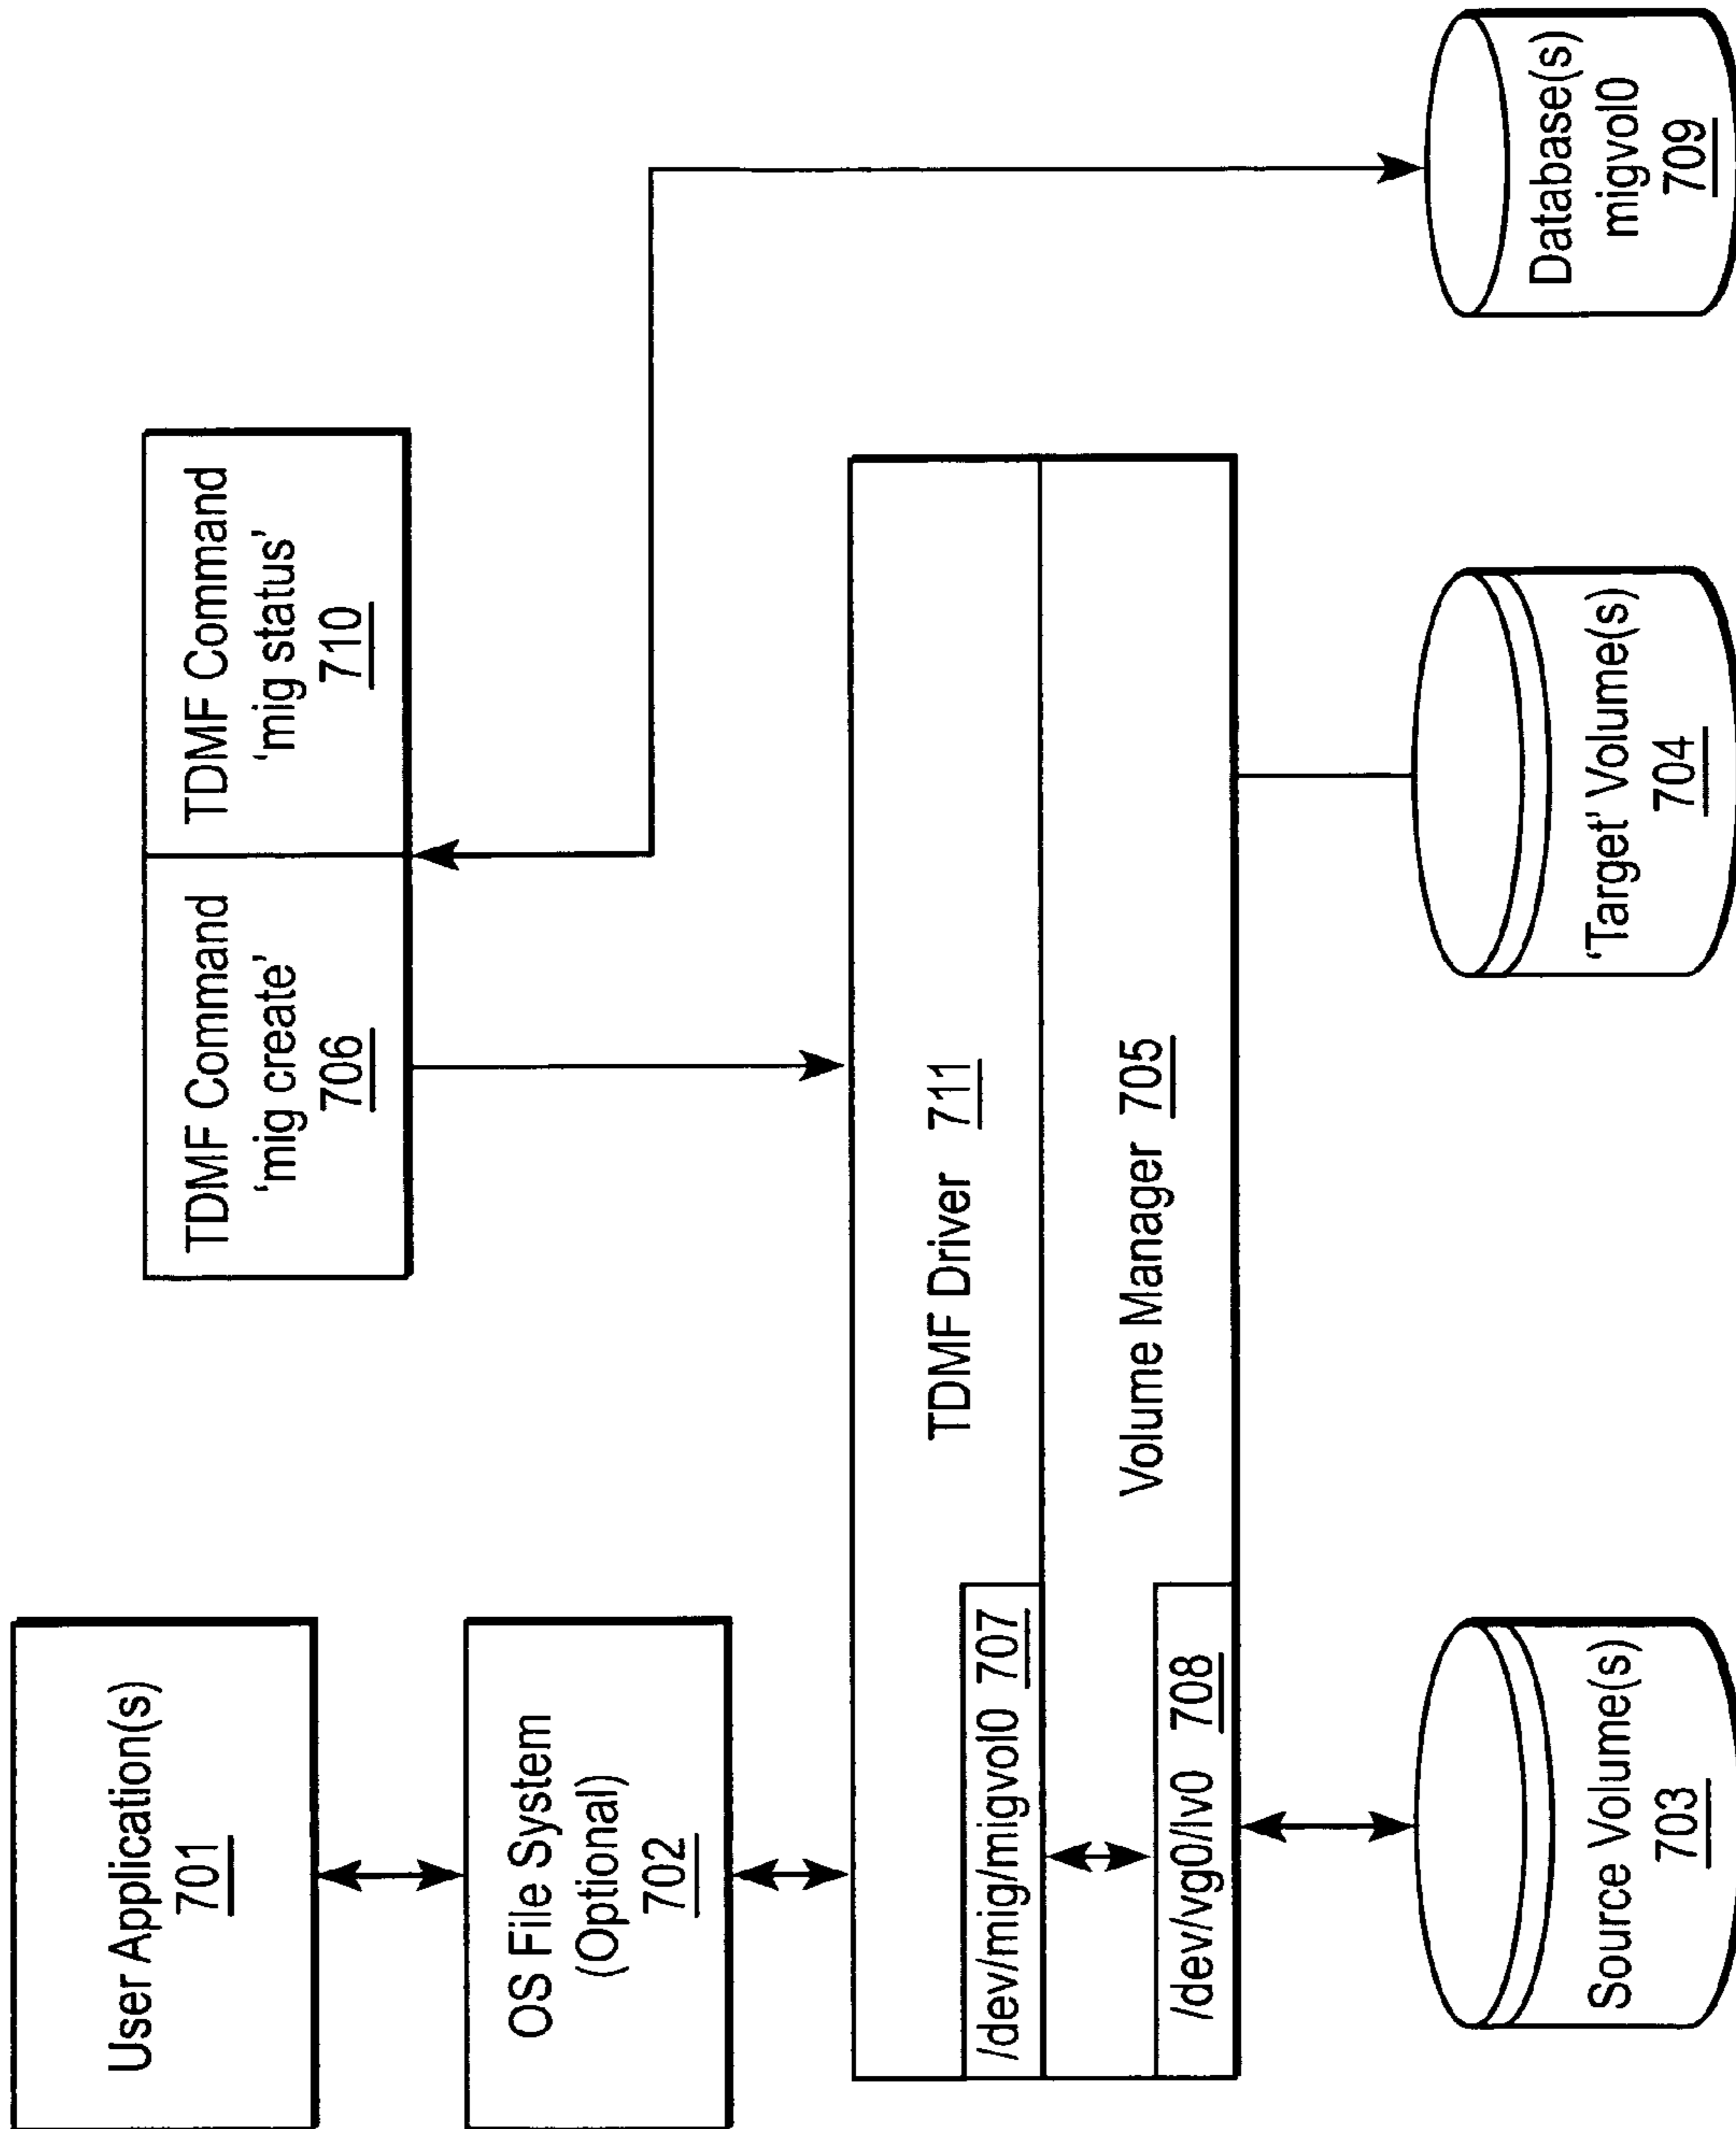 User Application(s)
701
OS File System
(Optional)
702
TDMF Command
'mig create'
706
TDMF Command
'mig status'
710
TDMF Driver 711
/dev/mig/migvol0 707
Volume Manager 705
/dev/vg0/lv0 708
Source Volume(s)
703
'Target' Volume(s)
704
Database(s)
migvol0
709